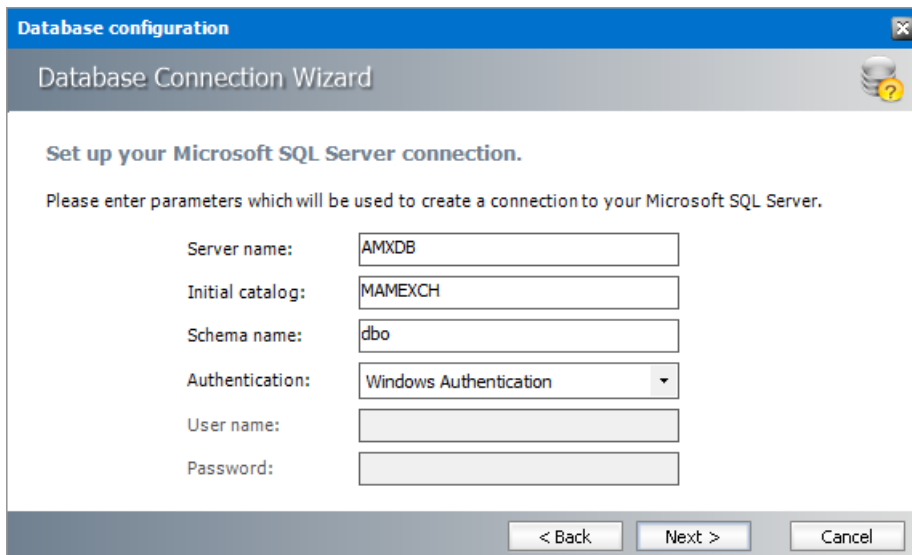 Database configuration
Database Connection Wizard
Set up your Microsoft SQL Server connection.
Please enter parameters which will be used to create a connection to your Microsoft SQL Server.
Server name: AMXDB
Initial catalog: MAMEXCH
Schema name: dbo
Authentication: Windows Authentication
User name:
Password:
< Back Next > Cancel